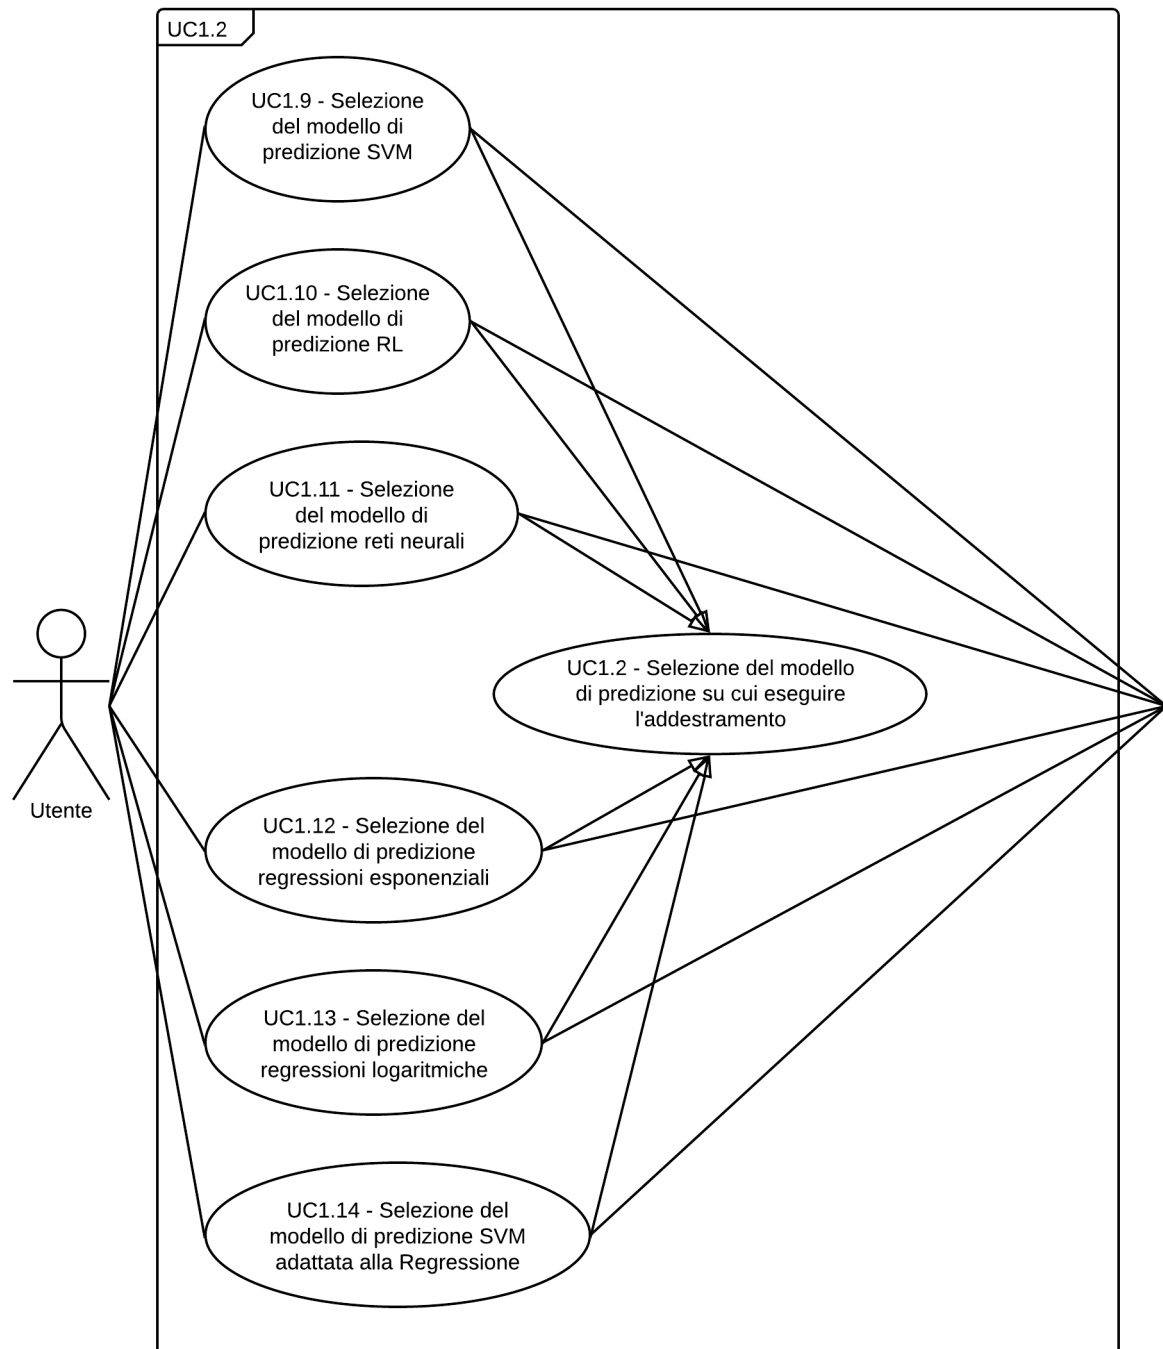 UC1.2
UC1.9 - Selezione
del modello di
predizione SVM
UC1.10 - Selezione
del modello di
predizione RL
UC1.11 - Selezione
del modello di
predizione reti neurali
UC1.2 - Selezione del modello
di predizione su cui eseguire
l'addestramento
Utente
UC1.12 - Selezione del
modello di predizione
regressioni esponenziali
UC1.13 - Selezione del
modello di predizione
regressioni logaritmiche
UC1.14 - Selezione del
modello di predizione SVM
adattata alla Regressione